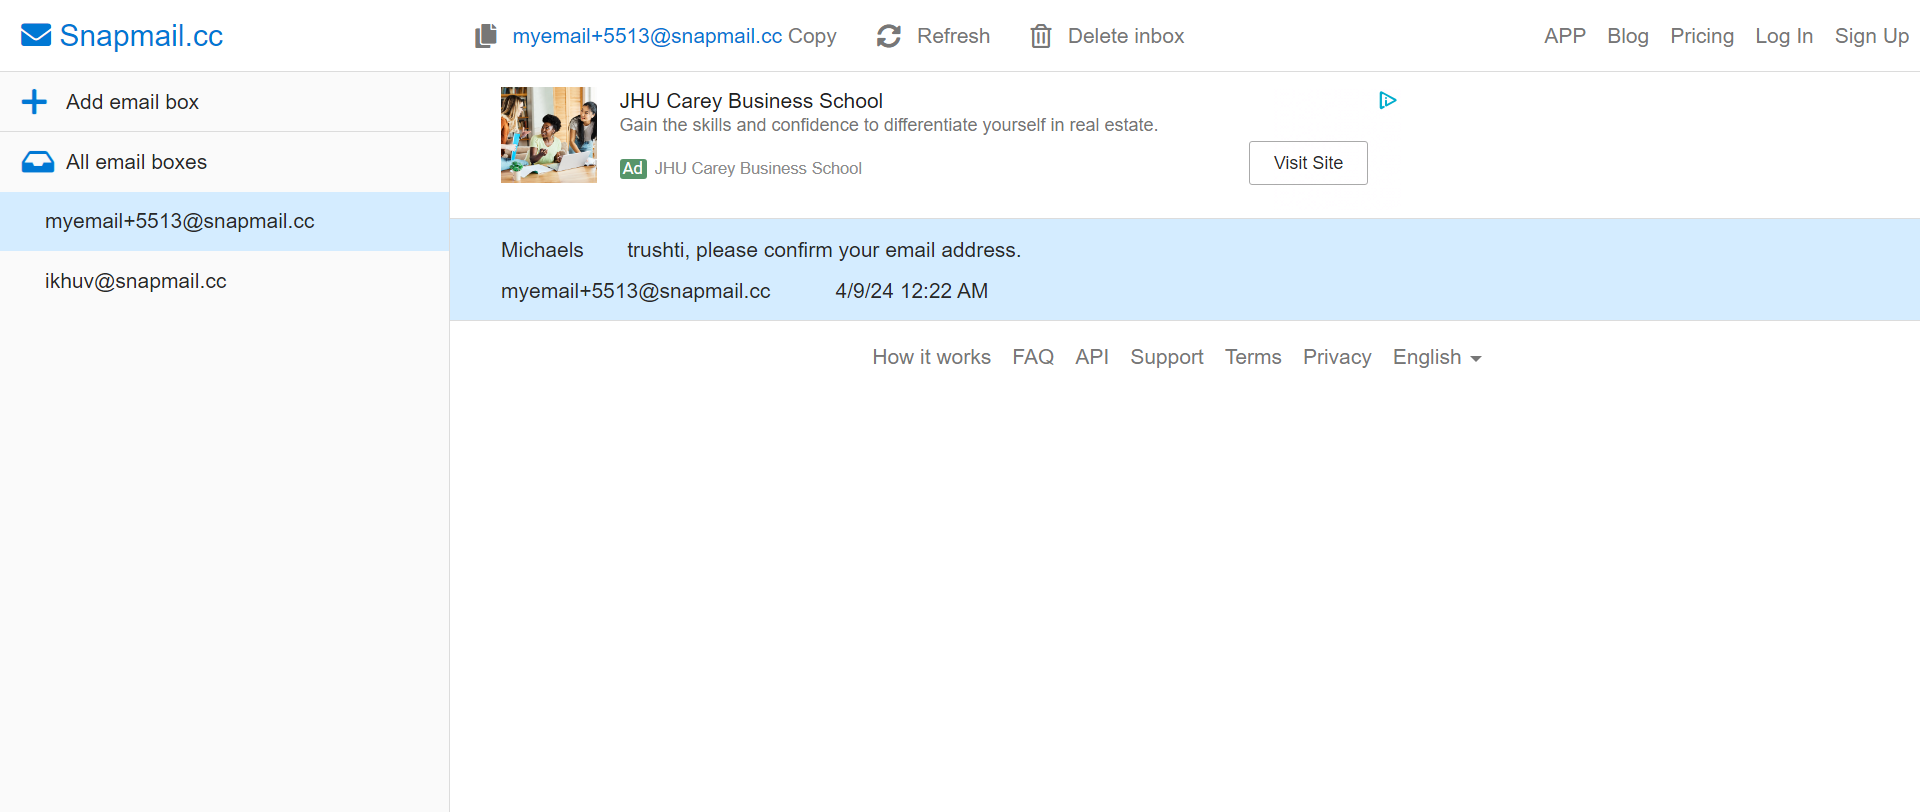 Snapmail.cc
myemail+5513@snapmail.cc Copy
Refresh
Delete inbox
APP
Blog
Pricing
Log In
Sign Up
Add email box
All email boxes
myemail+5513@snapmail.cc
ikhuv@snapmail.cc
JHU Carey Business School
Gain the skills and confidence to differentiate yourself in real estate.
Ad JHU Carey Business School
Visit Site
Michaels trushti, please confirm your email address.
myemail+5513@snapmail.cc 4/9/24 12:22 AM
How it works FAQ API Support Terms Privacy English